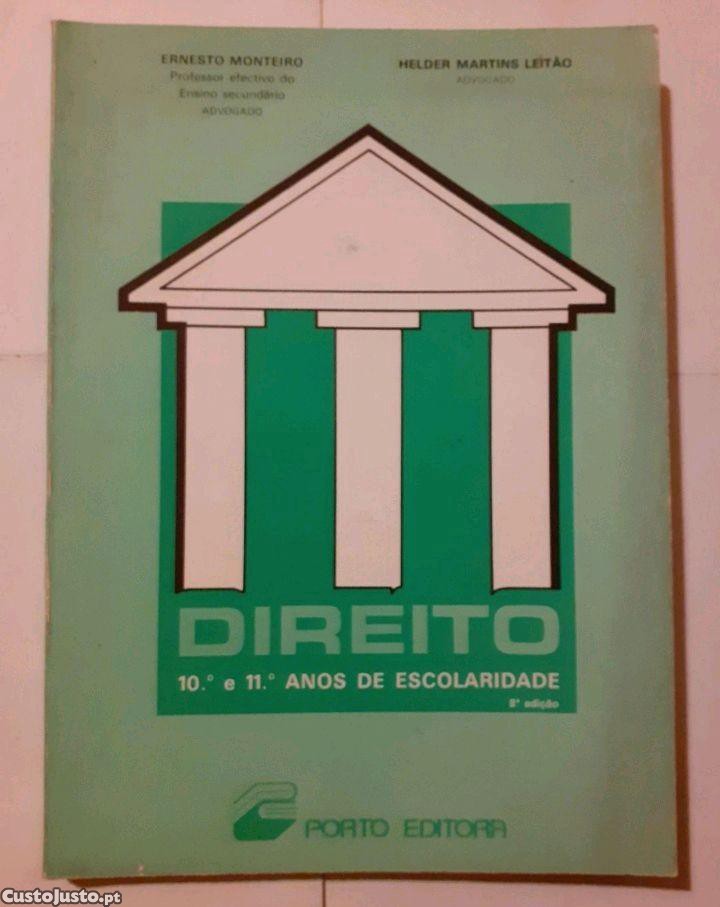 ERNESTO MONTEIRO
Professor efectivo do
Ensino secundário
ADVOGADO
HELDER MARTINS LEITÃO
ADVOGADO
DIREITO
10.º e 11.º ANOS DE ESCOLARIDADE
8ª edição
PORTO EDITORA
CustoJusto.pt